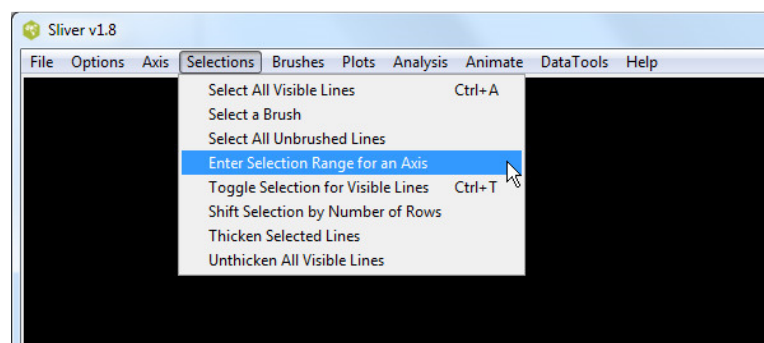 Sliver v1.8
File Options Axis Selections Brushes Plots Analysis Animate DataTools Help
Select All Visible Lines Ctrl+A
Select a Brush
Select All Unbrushed Lines
Enter Selection Range for an Axis
Toggle Selection for Visible Lines Ctrl+T
Shift Selection by Number of Rows
Thicken Selected Lines
Unthicken All Visible Lines